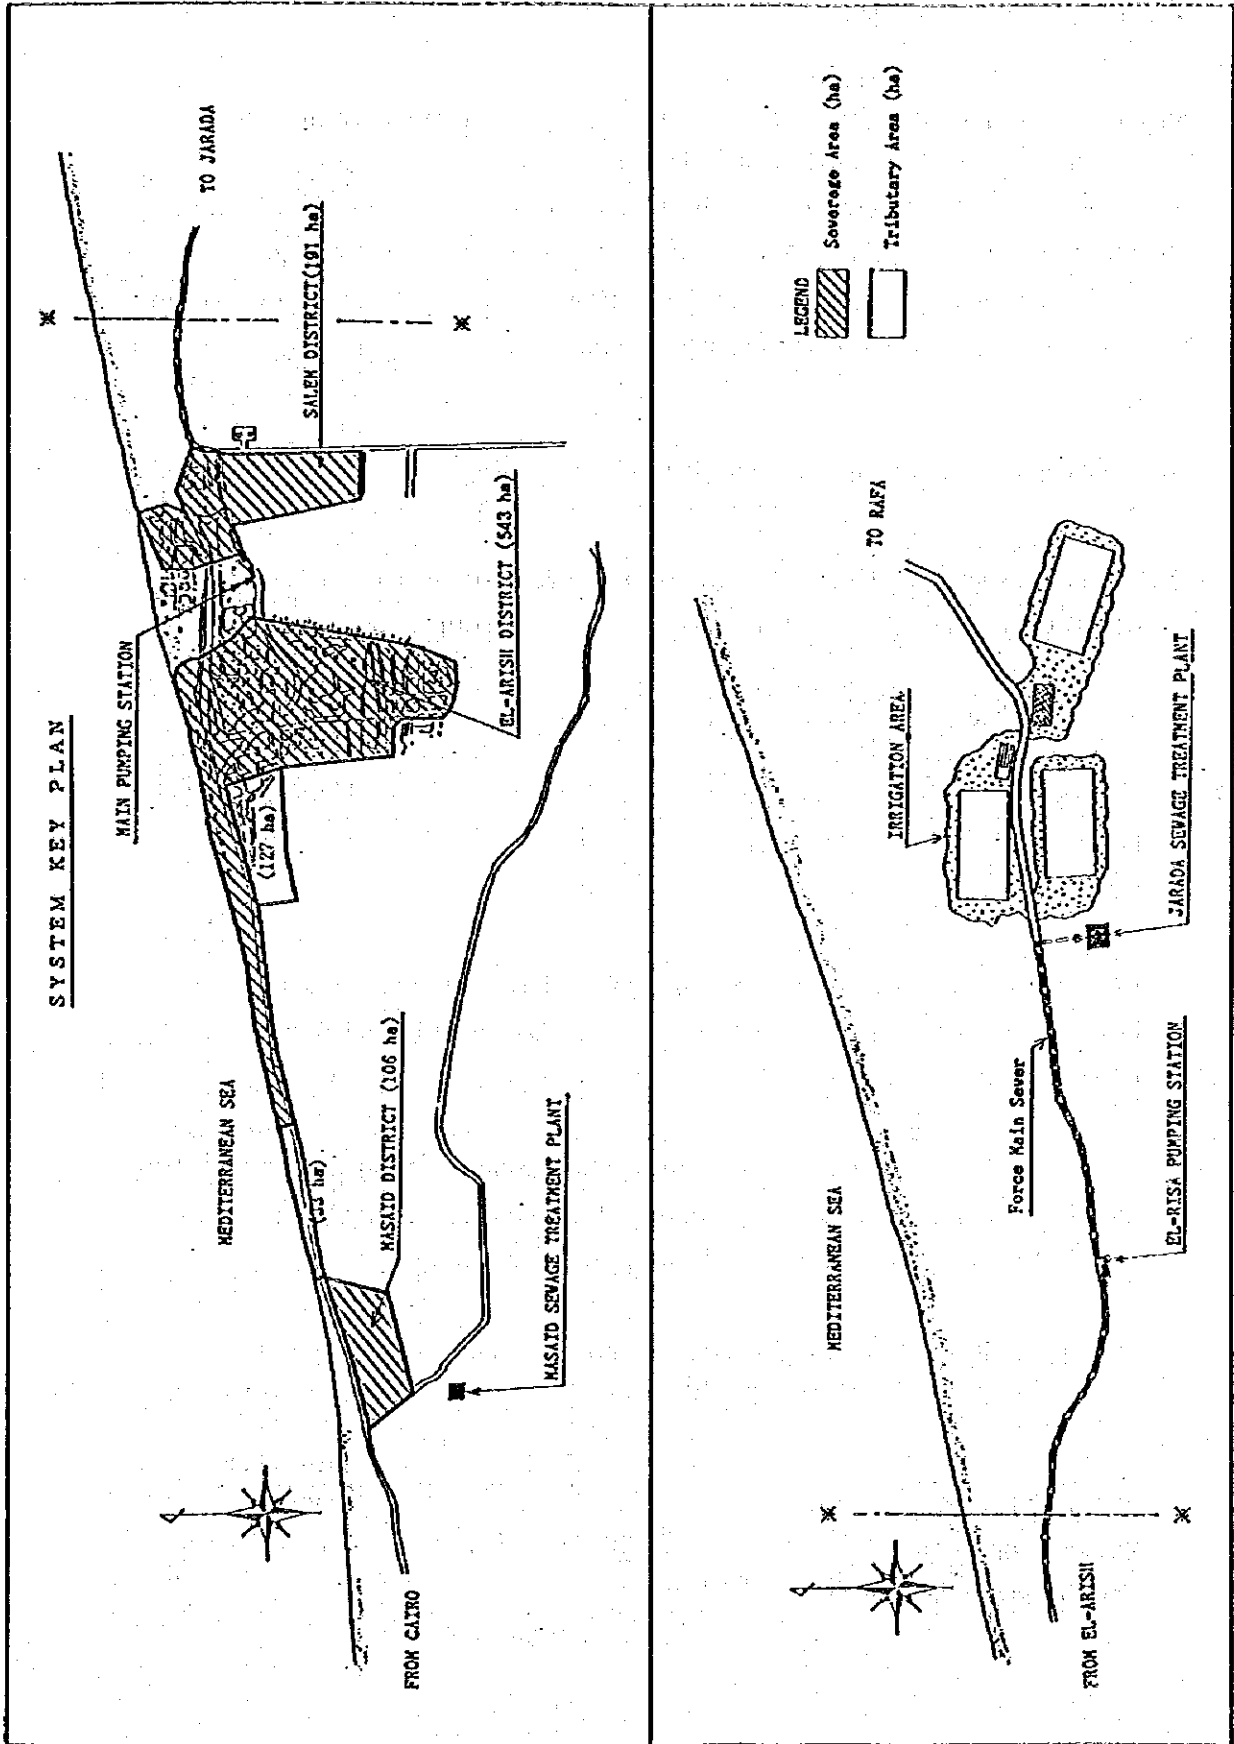 SYSTEM KEY PLAN
MAIN PUMPING STATION
TO JARADA
SALEM DISTRICT(191 ha)
EL-ARISH DISTRICT (543 ha)
(127 ha)
MEDITERRANEAN SEA
MASAID DISTRICT (106 ha)
MASAID SEWAGE TREATMENT PLANT
FROM CAIRO
LEGEND
Severege Area (ha)
Tributary Area (ha)
TO RAFA
IRRIGATION AREA
JARADA SEWAGE TREATMENT PLANT
Force Main Sewer
MEDITERRANEAN SEA
EL-RISA PUMPING STATION
FROM EL-ARISH